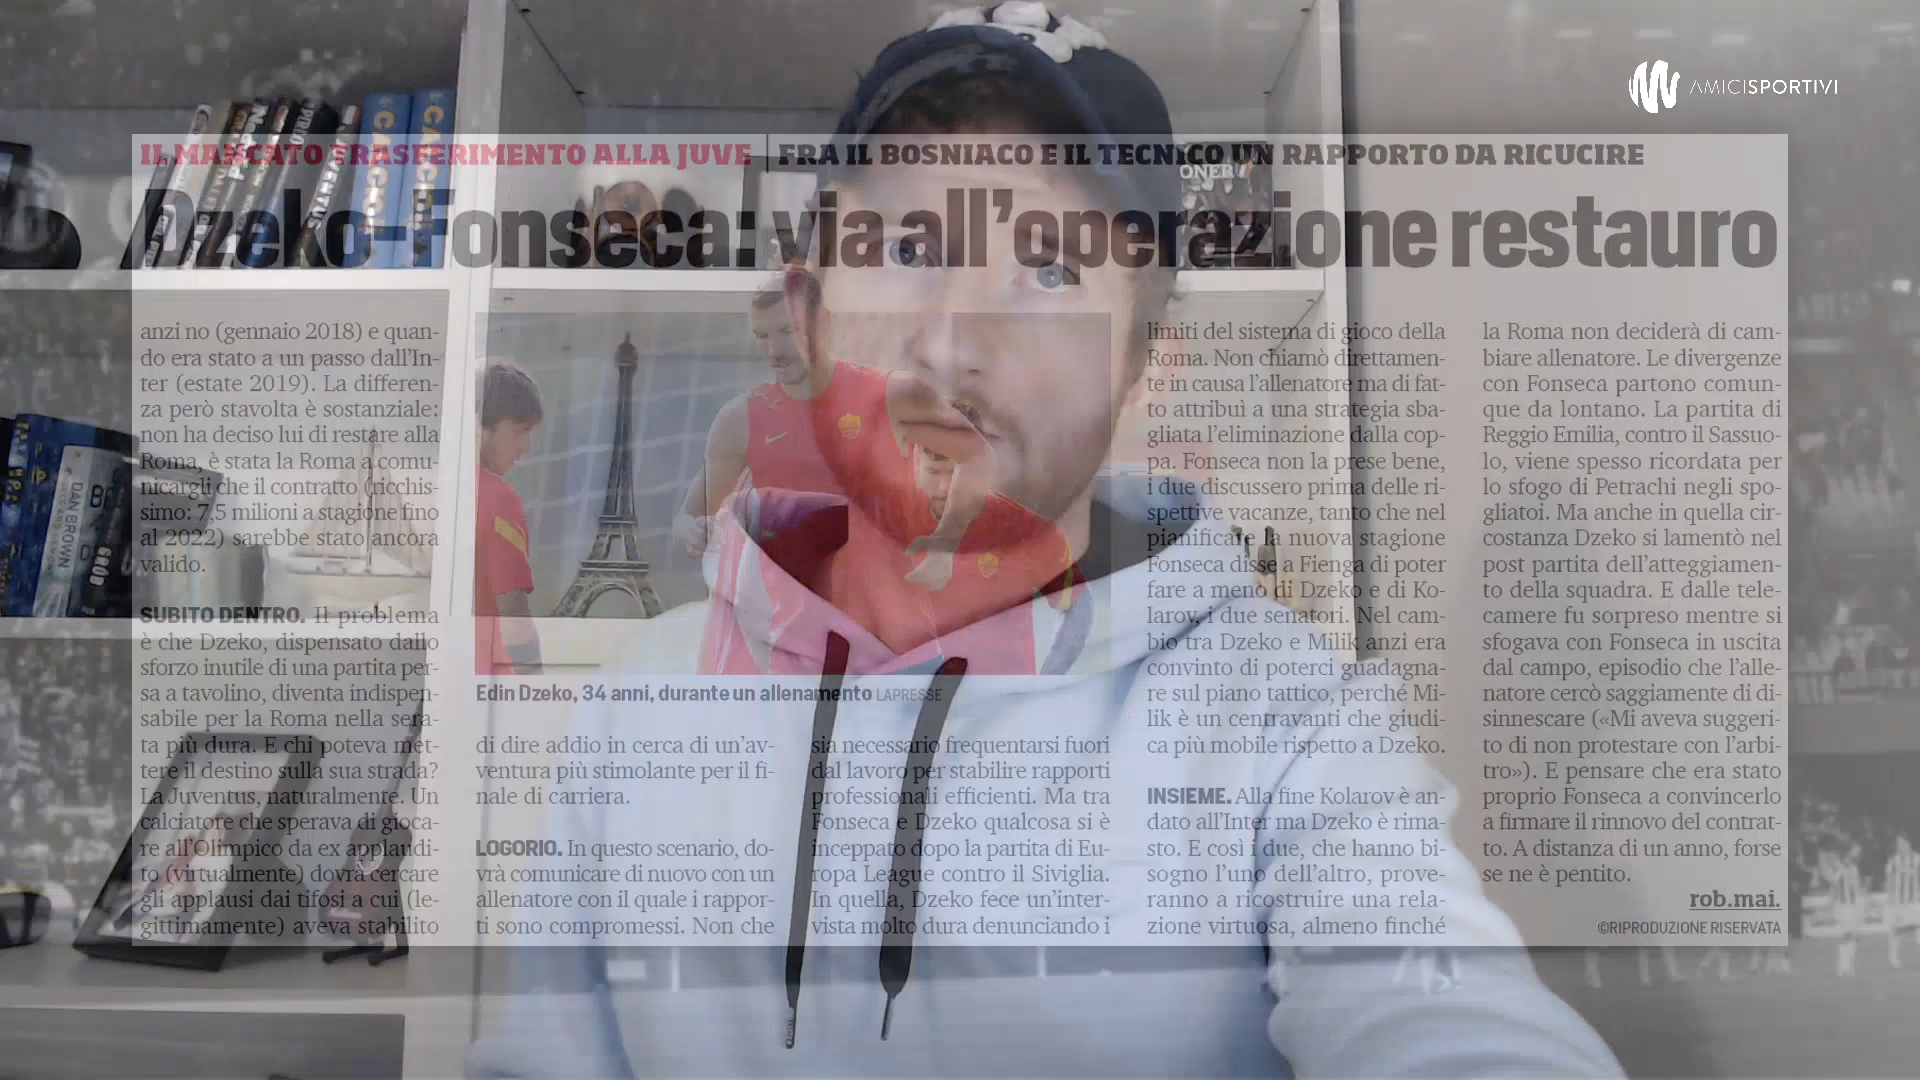 AMICISPORTIVI
IL MANCATO TRASFERIMENTO ALLA JUVE FRA IL BOSNIACO E IL TECNICO UN RAPPORTO DA RICUCIRE
Dzeko-Fonseca: via all'operazione restauro
anzi no (gennaio 2018) e quan-
do era stato a un passo dall'In-
ter (estate 2019). La differen-
za però stavolta è sostanziale:
non ha deciso lui di restare alla
Roma, è stata la Roma a comu-
nicargli che il contratto (ricchis-
simo: 7,5 milioni a stagione fino
al 2022) sarebbe stato ancora
valido.
SUBITO DENTRO. Il problema
è che Dzeko, dispensato dallo
sforzo inutile di una partita per-
sa a tavolino, diventa indispen-
sabile per la Roma nella sera-
ta più dura. E chi poteva met-
tere il destino sulla sua strada?
La Juventus, naturalmente. Un
calciatore che sperava di gioca-
re all'Olimpico da ex applaudi-
to (virtualmente) dovrà cercare
gli applausi dai tifosi a cui (le-
gittimamente) aveva stabilito
Edin Dzeko, 34 anni, durante un allenamento LAPRESSE
di dire addio in cerca di un'av-
ventura più stimolante per il fi-
nale di carriera.
LOGORIO. In questo scenario, do-
vrà comunicare di nuovo con un
allenatore con il quale i rappor-
ti sono compromessi. Non che
sia necessario frequentarsi fuori
dal lavoro per stabilire rapporti
professionali efficienti. Ma tra
Fonseca e Dzeko qualcosa si è
inceppato dopo la partita di Eu-
ropa League contro il Siviglia.
In quella, Dzeko fece un'inter-
vista molto dura denunciando i
limiti del sistema di gioco della
Roma. Non chiamò direttamen-
te in causa l'allenatore ma di fat-
to attribuì a una strategia sba-
gliata l'eliminazione dalla cop-
pa. Fonseca non la prese bene,
i due discussero prima delle ri-
spettive vacanze, tanto che nel
pianificare la nuova stagione
Fonseca disse a Fienga di poter
fare a meno di Dzeko e di Ko-
larov, i due senatori. Nel cam-
bio tra Dzeko e Milik anzi era
convinto di poterci guadagna-
re sul piano tattico, perché Mi-
lik è un centravanti che giudi-
ca più mobile rispetto a Dzeko.
INSIEME. Alla fine Kolarov è an-
dato all'Inter ma Dzeko è rima-
sto. E così i due, che hanno bi-
sogno l'uno dell'altro, prove-
ranno a ricostruire una rela-
zione virtuosa, almeno finché
la Roma non deciderà di cam-
biare allenatore. Le divergenze
con Fonseca partono comun-
que da lontano. La partita di
Reggio Emilia, contro il Sassuo-
lo, viene spesso ricordata per
lo sfogo di Petrachi negli spo-
gliatoi. Ma anche in quella cir-
costanza Dzeko si lamentò nel
post partita dell'atteggiamen-
to della squadra. E dalle tele-
camere fu sorpreso mentre si
sfogava con Fonseca in uscita
dal campo, episodio che l'alle-
natore cercò saggiamente di di-
sinnescare («Mi aveva suggeri-
to di non protestare con l'arbi-
tro»). E pensare che era stato
proprio Fonseca a convincerlo
a firmare il rinnovo del contrat-
to. A distanza di un anno, forse
se ne è pentito.
rob.mai.
©RIPRODUZIONE RISERVATA
JUVENTUS
CALCIO
DAN BROWN
ONER